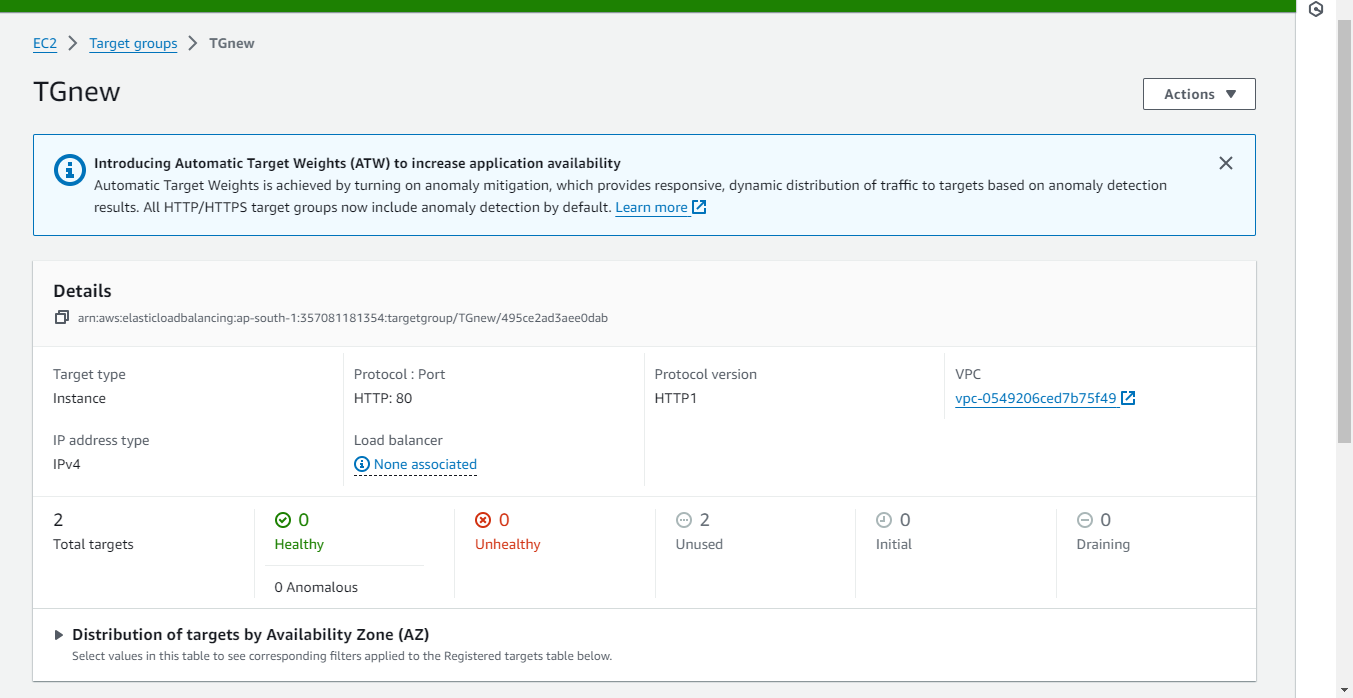 EC2 > Target groups > TGnew
TGnew
Actions
Introducing Automatic Target Weights (ATW) to increase application availability
Automatic Target Weights is achieved by turning on anomaly mitigation, which provides responsive, dynamic distribution of traffic to targets based on anomaly detection
results. All HTTP/HTTPS target groups now include anomaly detection by default. Learn more
Details
arn:aws:elasticloadbalancing:ap-south-1:357081181354:targetgroup/TGnew/495ce2ad3aee0dab
Target type
Instance
Protocol : Port
HTTP: 80
Protocol version
HTTP1
VPC
vpc-0549206ced7b75f49
IP address type
IPv4
Load balancer
None associated
2
Total targets
0
Healthy
0 Anomalous
0
Unhealthy
2
Unused
0
Initial
0
Draining
Distribution of targets by Availability Zone (AZ)
Select values in this table to see corresponding filters applied to the Registered targets table below.